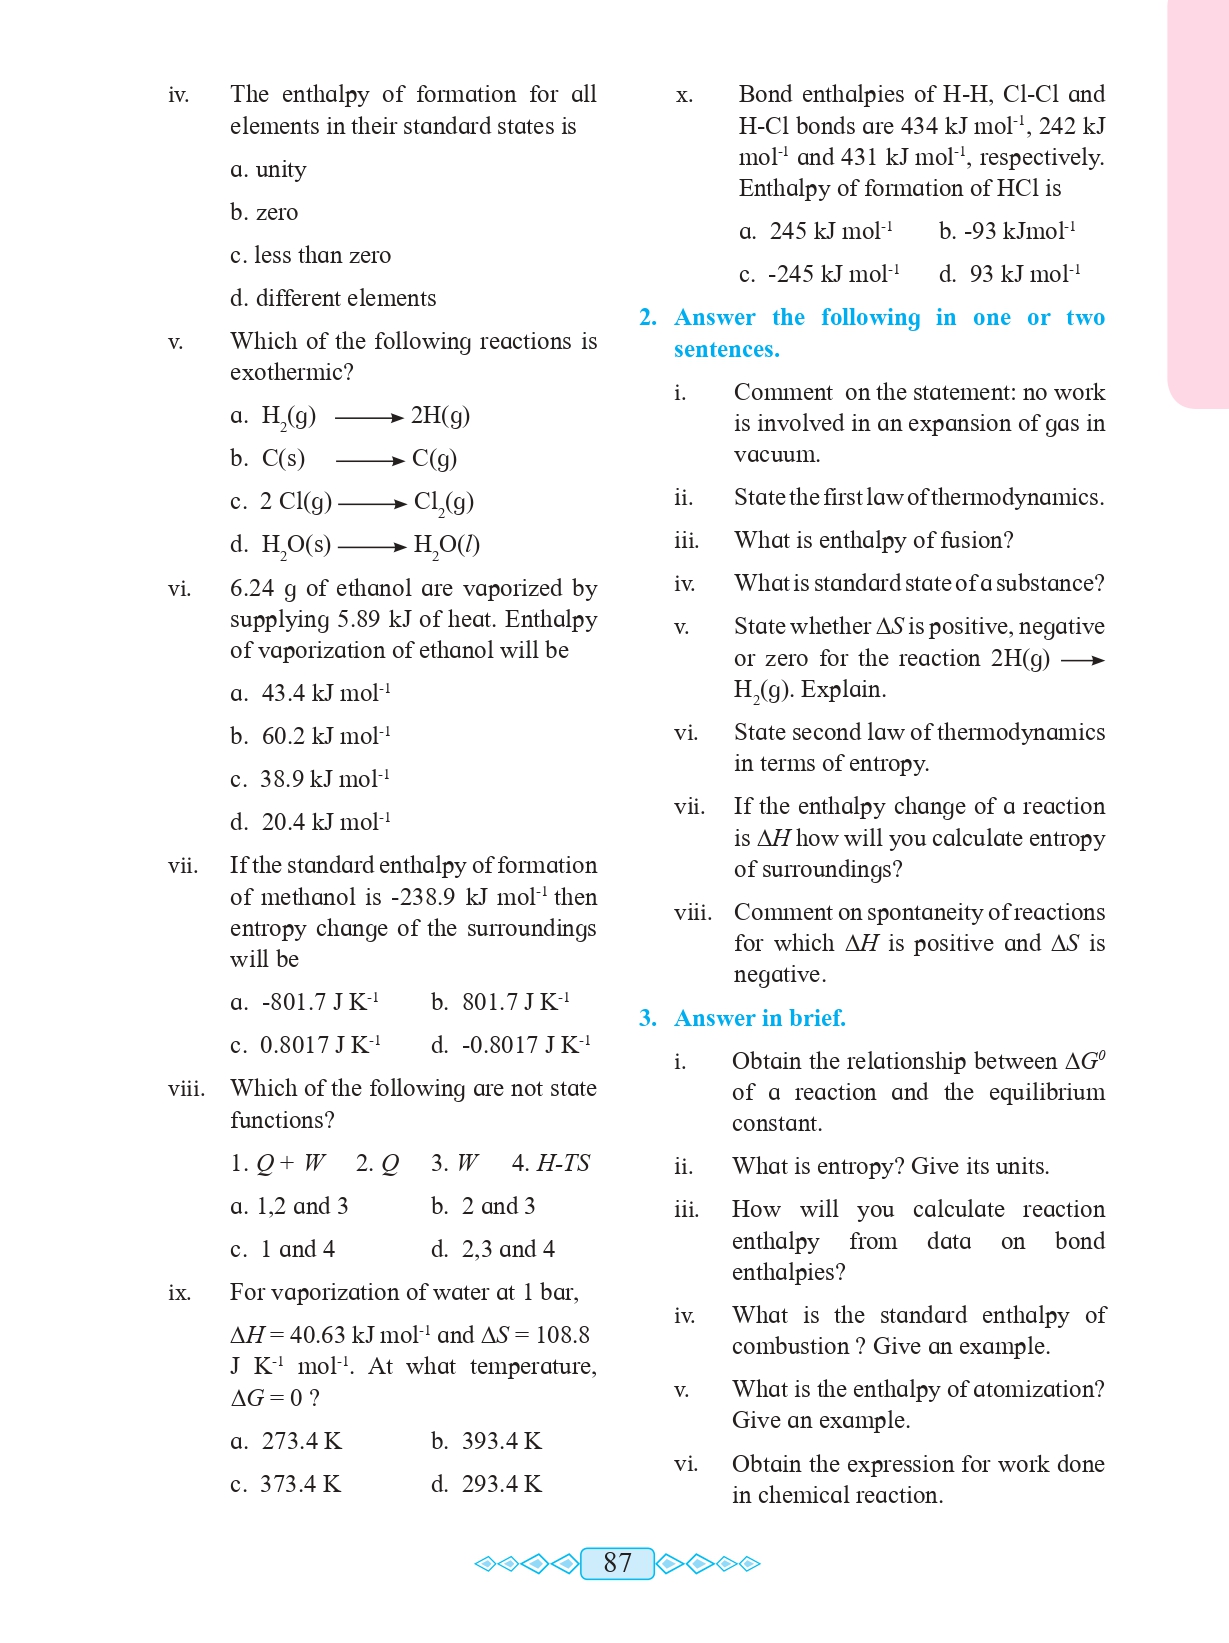 iv. The enthalpy of formation for all
elements in their standard states is
a. unity
b. zero
c. less than zero
d. different elements
v. Which of the following reactions is
exothermic?
a. H₂(g) ⟶ 2H(g)
b. C(s) ⟶ C(g)
c. 2 Cl(g) ⟶ Cl₂(g)
d. H₂O(s) ⟶ H₂O(l)
vi. 6.24 g of ethanol are vaporized by
supplying 5.89 kJ of heat. Enthalpy
of vaporization of ethanol will be
a. 43.4 kJ mol⁻¹
b. 60.2 kJ mol⁻¹
c. 38.9 kJ mol⁻¹
d. 20.4 kJ mol⁻¹
vii. If the standard enthalpy of formation
of methanol is -238.9 kJ mol⁻¹ then
entropy change of the surroundings
will be
a. -801.7 J K⁻¹ b. 801.7 J K⁻¹
c. 0.8017 J K⁻¹ d. -0.8017 J K⁻¹
viii. Which of the following are not state
functions?
1. Q + W 2. Q 3. W 4. H-TS
a. 1,2 and 3 b. 2 and 3
c. 1 and 4 d. 2,3 and 4
ix. For vaporization of water at 1 bar,
ΔH = 40.63 kJ mol⁻¹ and ΔS = 108.8
J K⁻¹ mol⁻¹. At what temperature,
ΔG = 0 ?
a. 273.4 K b. 393.4 K
c. 373.4 K d. 293.4 K
x. Bond enthalpies of H-H, Cl-Cl and
H-Cl bonds are 434 kJ mol⁻¹, 242 kJ
mol⁻¹ and 431 kJ mol⁻¹, respectively.
Enthalpy of formation of HCl is
a. 245 kJ mol⁻¹ b. -93 kJmol⁻¹
c. -245 kJ mol⁻¹ d. 93 kJ mol⁻¹
2. Answer the following in one or two
sentences.
i. Comment on the statement: no work
is involved in an expansion of gas in
vacuum.
ii. State the first law of thermodynamics.
iii. What is enthalpy of fusion?
iv. What is standard state of a substance?
v. State whether ΔS is positive, negative
or zero for the reaction 2H(g) ⟶
H₂(g). Explain.
vi. State second law of thermodynamics
in terms of entropy.
vii. If the enthalpy change of a reaction
is ΔH how will you calculate entropy
of surroundings?
viii. Comment on spontaneity of reactions
for which ΔH is positive and ΔS is
negative.
3. Answer in brief.
i. Obtain the relationship between ΔG⁰
of a reaction and the equilibrium
constant.
ii. What is entropy? Give its units.
iii. How will you calculate reaction
enthalpy from data on bond
enthalpies?
iv. What is the standard enthalpy of
combustion ? Give an example.
v. What is the enthalpy of atomization?
Give an example.
vi. Obtain the expression for work done
in chemical reaction.
87